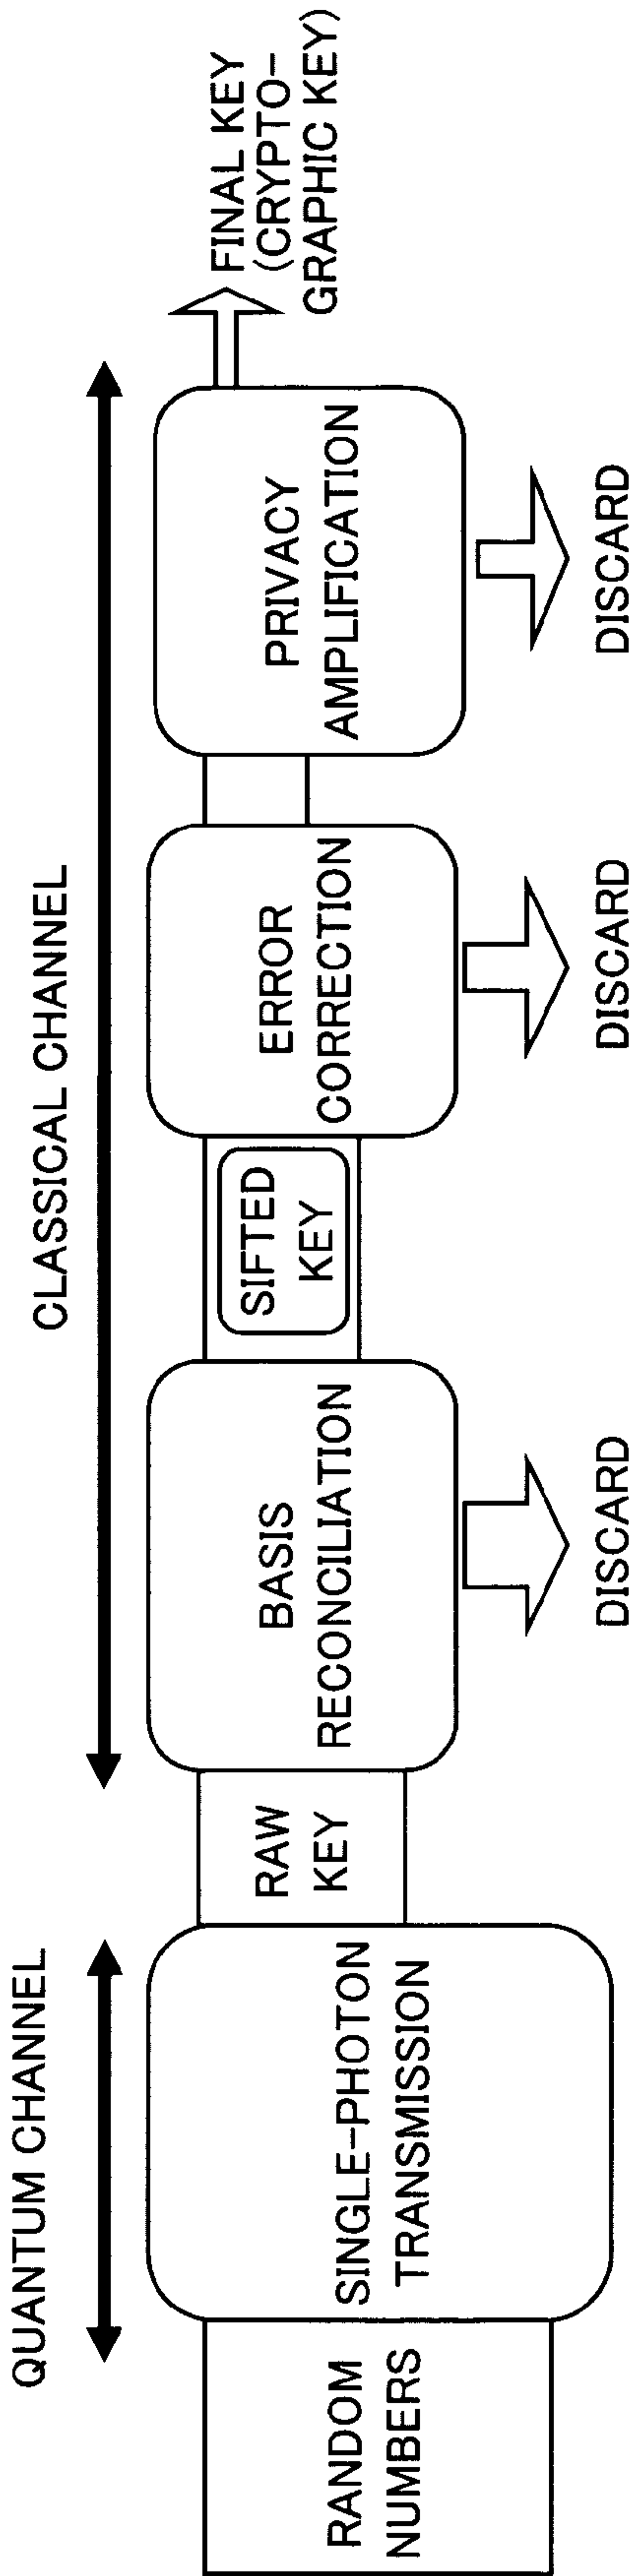 QUANTUM CHANNEL
CLASSICAL CHANNEL
RANDOM
NUMBERS
SINGLE-PHOTON
TRANSMISSION
RAW
KEY
BASIS
RECONCILIATION
SIFTED
KEY
ERROR
CORRECTION
PRIVACY
AMPLIFICATION
FINAL KEY
(CRYPTO-
GRAPHIC KEY)
DISCARD
DISCARD
DISCARD